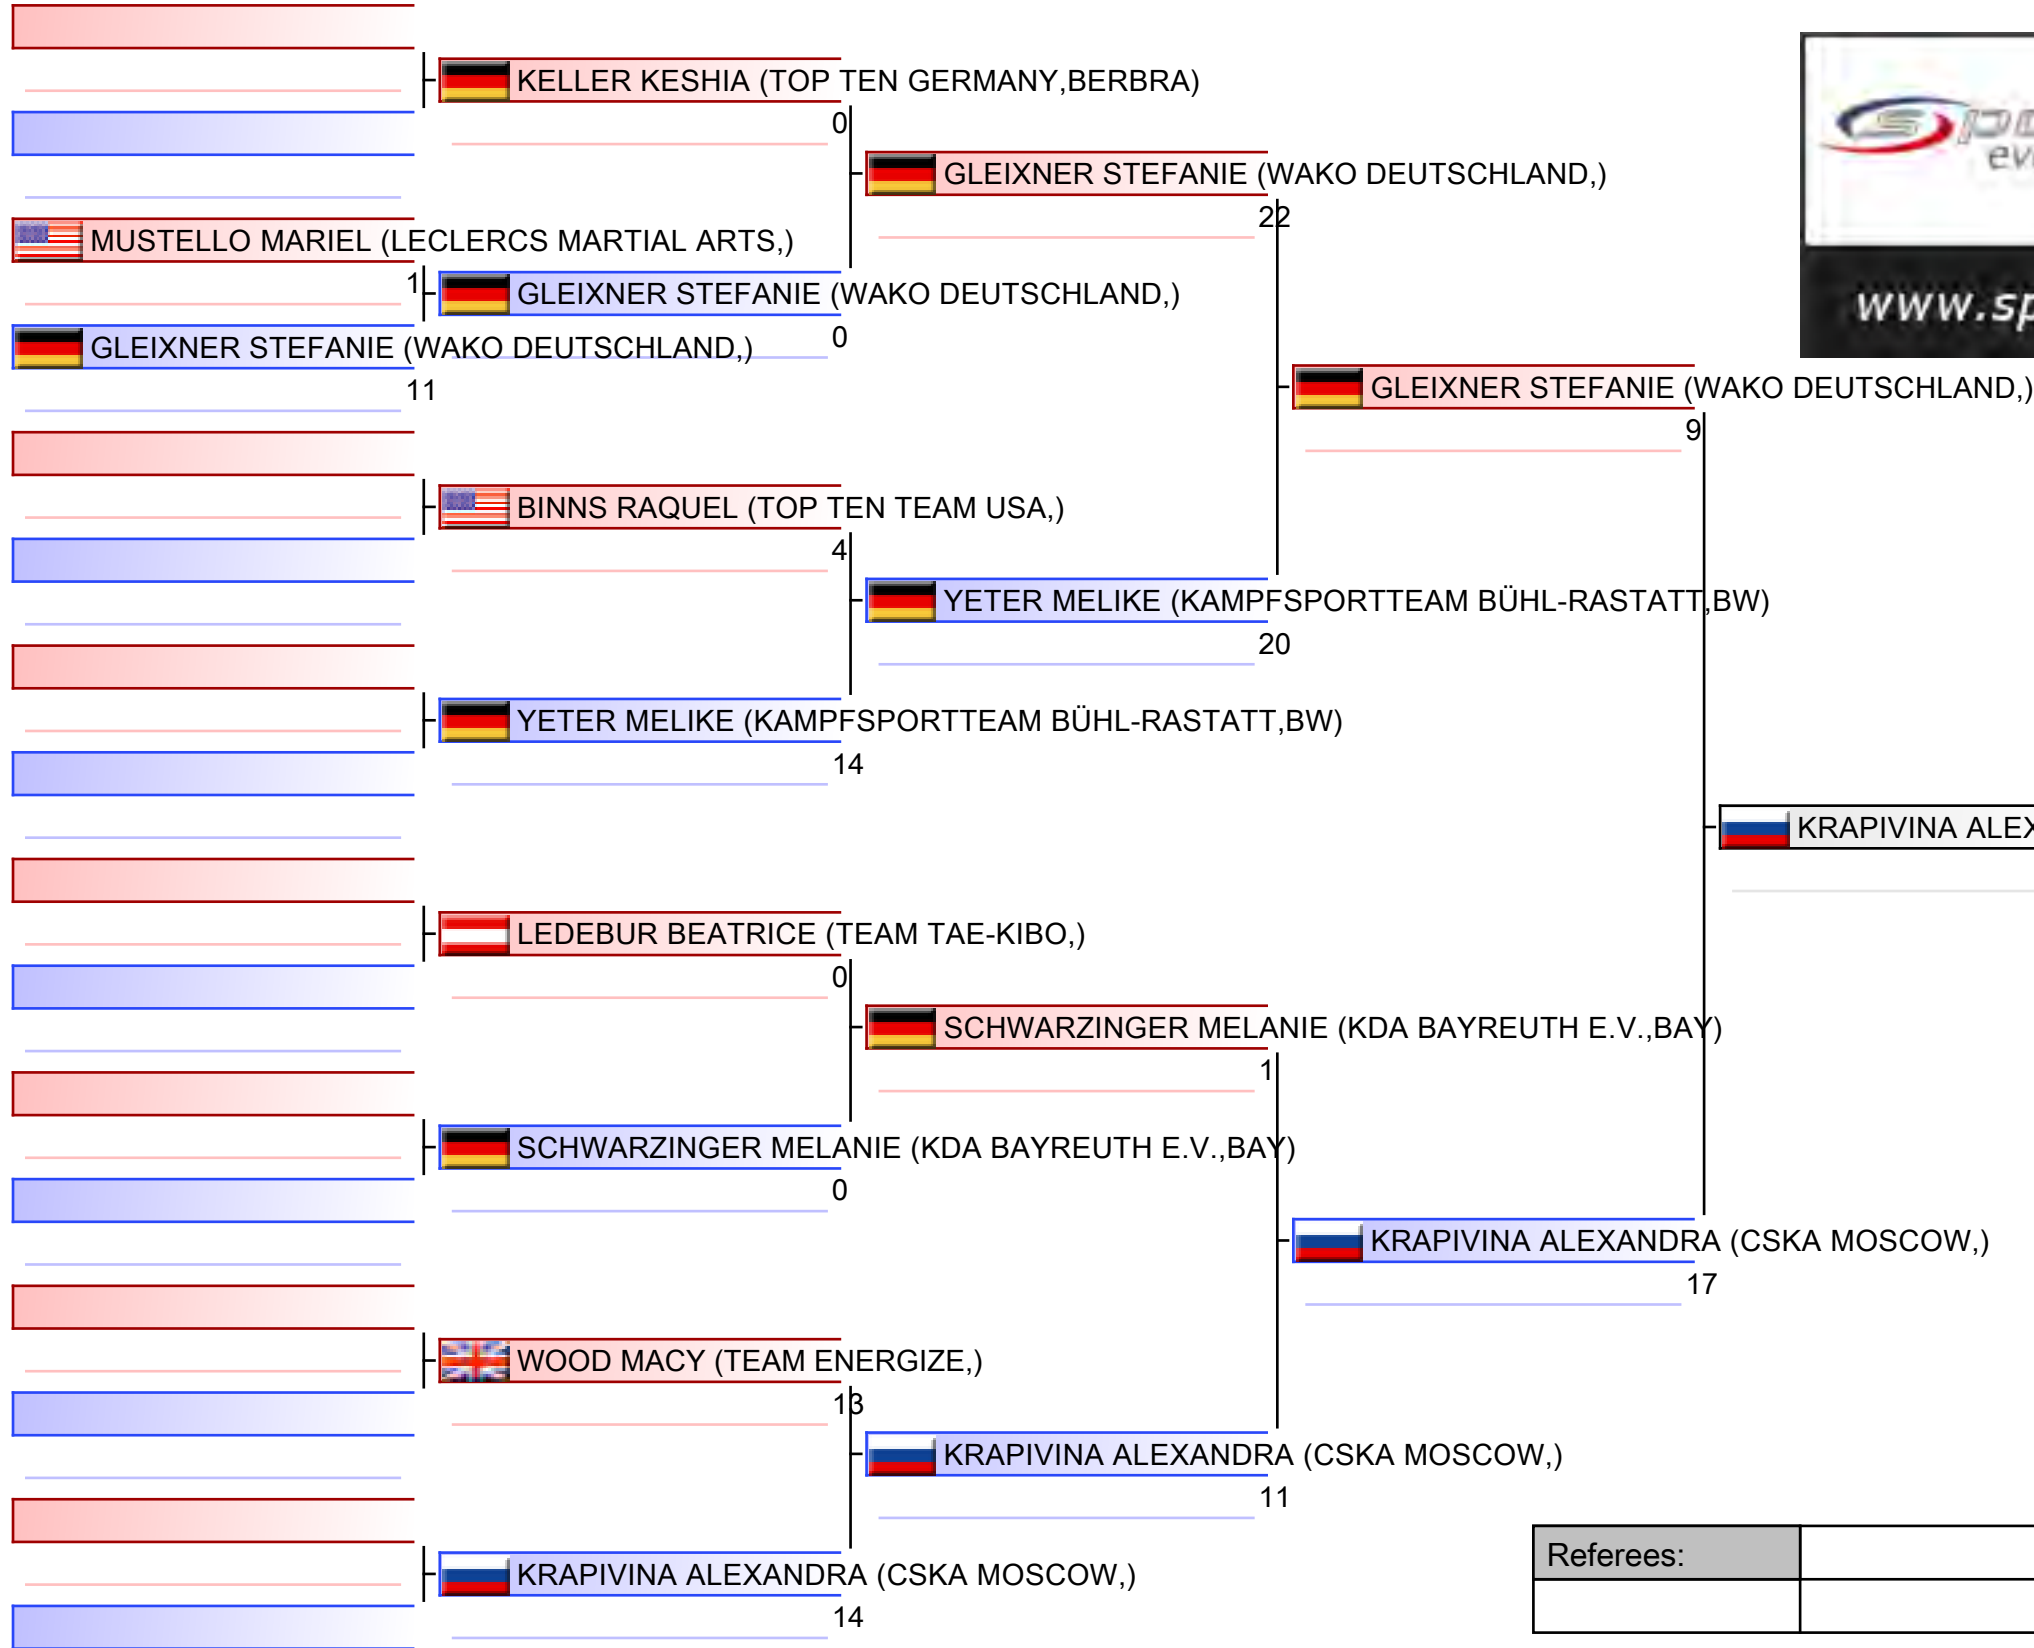 KELLER KESHIA (TOP TEN GERMANY,BERBRA)
0
GLEIXNER STEFANIE (WAKO DEUTSCHLAND,)
22
MUSTELLO MARIEL (LECLERCS MARTIAL ARTS,)
1
GLEIXNER STEFANIE (WAKO DEUTSCHLAND,)
0
www.sp
GLEIXNER STEFANIE (WAKO DEUTSCHLAND,)
11
GLEIXNER STEFANIE (WAKO DEUTSCHLAND,)
9
BINNS RAQUEL (TOP TEN TEAM USA,)
4
YETER MELIKE (KAMPFSPORTTEAM BÜHL-RASTATT,BW)
20
YETER MELIKE (KAMPFSPORTTEAM BÜHL-RASTATT,BW)
14
KRAPIVINA ALEX
LEDEBUR BEATRICE (TEAM TAE-KIBO,)
0
SCHWARZINGER MELANIE (KDA BAYREUTH E.V.,BAY)
1
SCHWARZINGER MELANIE (KDA BAYREUTH E.V.,BAY)
0
KRAPIVINA ALEXANDRA (CSKA MOSCOW,)
17
WOOD MACY (TEAM ENERGIZE,)
13
KRAPIVINA ALEXANDRA (CSKA MOSCOW,)
11
Referees:
KRAPIVINA ALEXANDRA (CSKA MOSCOW,)
14